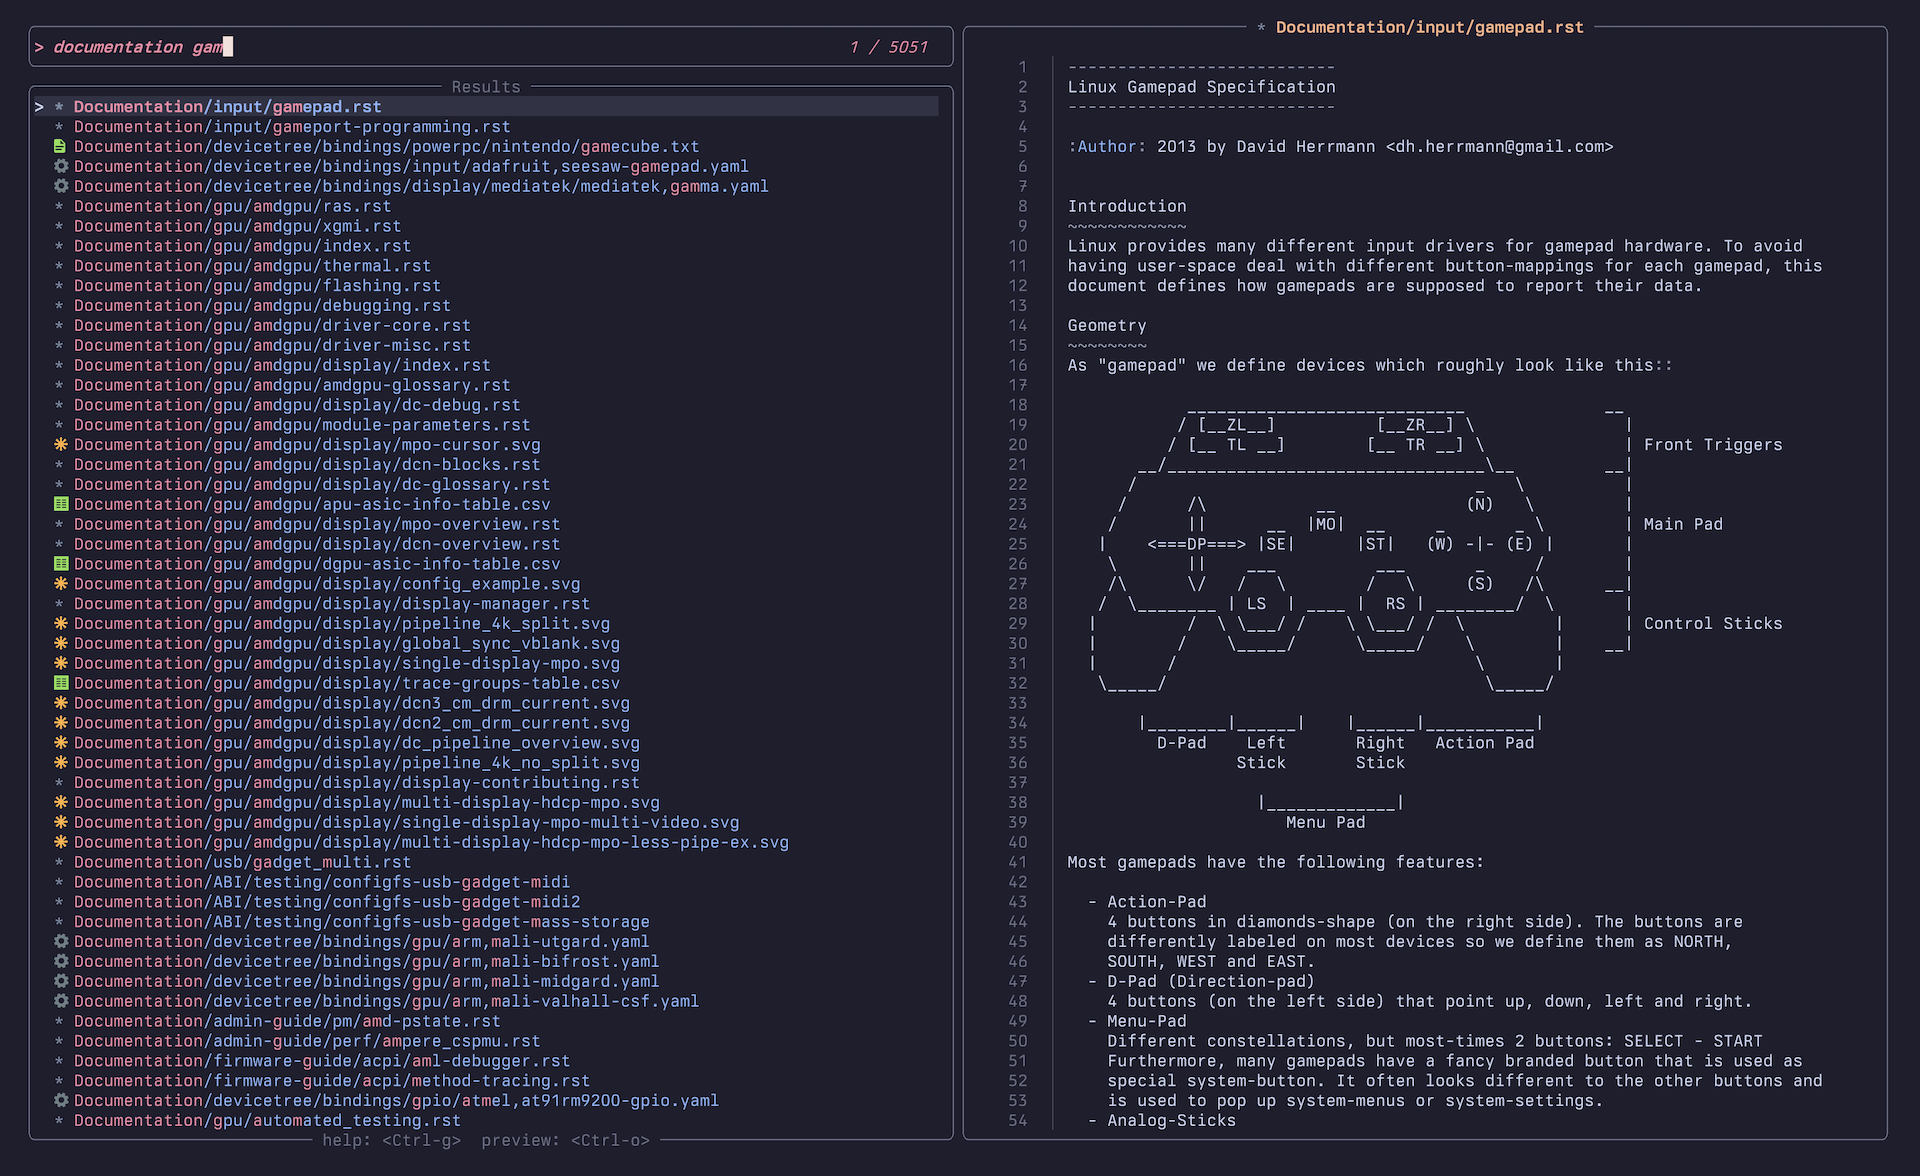 > documentation gam 1 / 5051
Results
> * Documentation/input/gamepad.rst
* Documentation/input/gameport-programming.rst
Documentation/devicetree/bindings/powerpc/nintendo/gamecube.txt
Documentation/devicetree/bindings/input/adafruit,seesaw-gamepad.yaml
Documentation/devicetree/bindings/display/mediatek/mediatek,gamma.yaml
* Documentation/gpu/amdgpu/ras.rst
* Documentation/gpu/amdgpu/xgmi.rst
* Documentation/gpu/amdgpu/index.rst
* Documentation/gpu/amdgpu/thermal.rst
* Documentation/gpu/amdgpu/flashing.rst
* Documentation/gpu/amdgpu/debugging.rst
* Documentation/gpu/amdgpu/driver-core.rst
* Documentation/gpu/amdgpu/driver-misc.rst
* Documentation/gpu/amdgpu/display/index.rst
* Documentation/gpu/amdgpu/amdgpu-glossary.rst
* Documentation/gpu/amdgpu/display/dc-debug.rst
* Documentation/gpu/amdgpu/module-parameters.rst
Documentation/gpu/amdgpu/display/mpo-cursor.svg
* Documentation/gpu/amdgpu/display/dcn-blocks.rst
* Documentation/gpu/amdgpu/display/dc-glossary.rst
Documentation/gpu/amdgpu/apu-asic-info-table.csv
* Documentation/gpu/amdgpu/display/mpo-overview.rst
* Documentation/gpu/amdgpu/display/dcn-overview.rst
Documentation/gpu/amdgpu/dgpu-asic-info-table.csv
Documentation/gpu/amdgpu/display/config_example.svg
* Documentation/gpu/amdgpu/display/display-manager.rst
Documentation/gpu/amdgpu/display/pipeline_4k_split.svg
Documentation/gpu/amdgpu/display/global_sync_vblank.svg
Documentation/gpu/amdgpu/display/single-display-mpo.svg
Documentation/gpu/amdgpu/display/trace-groups-table.csv
Documentation/gpu/amdgpu/display/dcn3_cm_drm_current.svg
Documentation/gpu/amdgpu/display/dcn2_cm_drm_current.svg
Documentation/gpu/amdgpu/display/dc_pipeline_overview.svg
Documentation/gpu/amdgpu/display/pipeline_4k_no_split.svg
* Documentation/gpu/amdgpu/display/display-contributing.rst
Documentation/gpu/amdgpu/display/multi-display-hdcp-mpo.svg
Documentation/gpu/amdgpu/display/single-display-mpo-multi-video.svg
Documentation/gpu/amdgpu/display/multi-display-hdcp-mpo-less-pipe-ex.svg
* Documentation/usb/gadget_multi.rst
* Documentation/ABI/testing/configfs-usb-gadget-midi
* Documentation/ABI/testing/configfs-usb-gadget-midi2
* Documentation/ABI/testing/configfs-usb-gadget-mass-storage
Documentation/devicetree/bindings/gpu/arm,mali-utgard.yaml
Documentation/devicetree/bindings/gpu/arm,mali-bifrost.yaml
Documentation/devicetree/bindings/gpu/arm,mali-midgard.yaml
Documentation/devicetree/bindings/gpu/arm,mali-valhall-csf.yaml
* Documentation/admin-guide/pm/amd-pstate.rst
* Documentation/admin-guide/perf/ampere_cspmu.rst
* Documentation/firmware-guide/acpi/aml-debugger.rst
* Documentation/firmware-guide/acpi/method-tracing.rst
Documentation/devicetree/bindings/gpio/atmel,at91rm9200-gpio.yaml
* Documentation/gpu/automated_testing.rst
help: <Ctrl-g> preview: <Ctrl-o>
* Documentation/input/gamepad.rst
1 ---------------------------
2 Linux Gamepad Specification
3 ---------------------------
4
5 :Author: 2013 by David Herrmann <dh.herrmann@gmail.com>
6
7
8 Introduction
9 ~~~~~~~~~~~~
10 Linux provides many different input drivers for gamepad hardware. To avoid
11 having user-space deal with different button-mappings for each gamepad, this
12 document defines how gamepads are supposed to report their data.
13
14 Geometry
15 ~~~~~~~~
16 As "gamepad" we define devices which roughly look like this::
17
18             ____________________________              __
19            / [__ZL__]          [__ZR__] \               |
20           / [__ TL __]        [__ TR __] \              | Front Triggers
21        __/________________________________\__         __|
22       /                                  _   \          |
23      /      /\           __             (N)   \         |
24     /       ||      __  |MO|  __     _       _ \        | Main Pad
25    |    <===DP===> |SE|      |ST|   (W) -|- (E) |       |
26     \       ||    ___          ___       _     /        |
27     /\      \/   /   \        /   \     (S)   /\      __|
28    /  \________ | LS  | ____ |  RS | ________/  \       |
29   |         /  \ \___/ /    \ \___/ /  \         |      | Control Sticks
30   |        /    \_____/      \_____/    \        |    __|
31   |       /                              \       |
32    \_____/                                \_____/
33
34        |________|______|    |______|___________|
35          D-Pad    Left       Right   Action Pad
36                  Stick       Stick
37
38                    |_____________|
39                       Menu Pad
40
41 Most gamepads have the following features:
42
43 - Action-Pad
44 4 buttons in diamonds-shape (on the right side). The buttons are
45 differently labeled on most devices so we define them as NORTH,
46 SOUTH, WEST and EAST.
47 - D-Pad (Direction-pad)
48 4 buttons (on the left side) that point up, down, left and right.
49 - Menu-Pad
50 Different constellations, but most-times 2 buttons: SELECT - START
51 Furthermore, many gamepads have a fancy branded button that is used as
52 special system-button. It often looks different to the other buttons and
53 is used to pop up system-menus or system-settings.
54 - Analog-Sticks